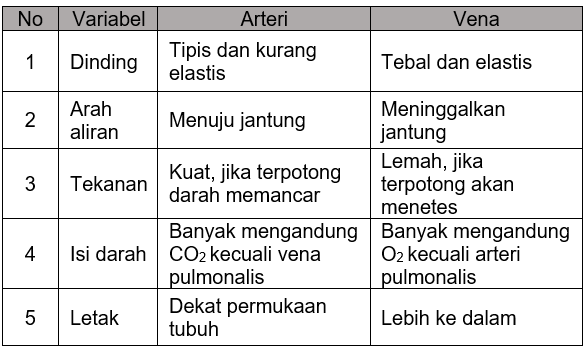 No Variabel Arteri Vena
1 Dinding Tipis dan kurang elastis Tebal dan elastis
2 Arah aliran Menuju jantung Meninggalkan jantung
3 Tekanan Kuat, jika terpotong darah memancar Lemah, jika terpotong akan menetes
4 Isi darah Banyak mengandung CO2 kecuali vena pulmonalis Banyak mengandung O2 kecuali arteri pulmonalis
5 Letak Dekat permukaan tubuh Lebih ke dalam